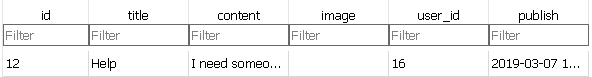 id title content image user_id publish
Filter Filter Filter Filter Filter Filter
12 Help I need someo... 16 2019-03-07 1...